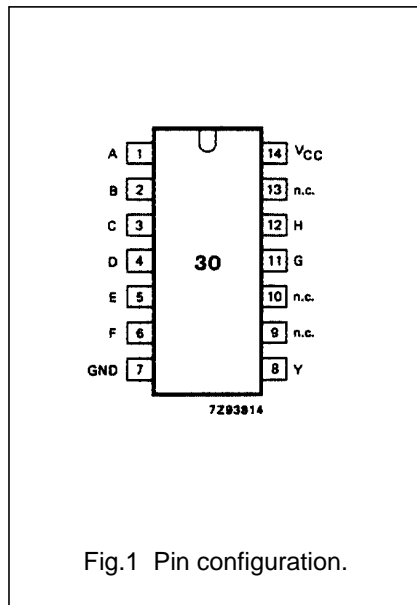 A 1 14 VCC
B 2 13 n.c.
C 3 12 H
D 4 30 11 G
E 5 10 n.c.
F 6 9 n.c.
GND 7 8 Y
7Z93814
Fig.1 Pin configuration.